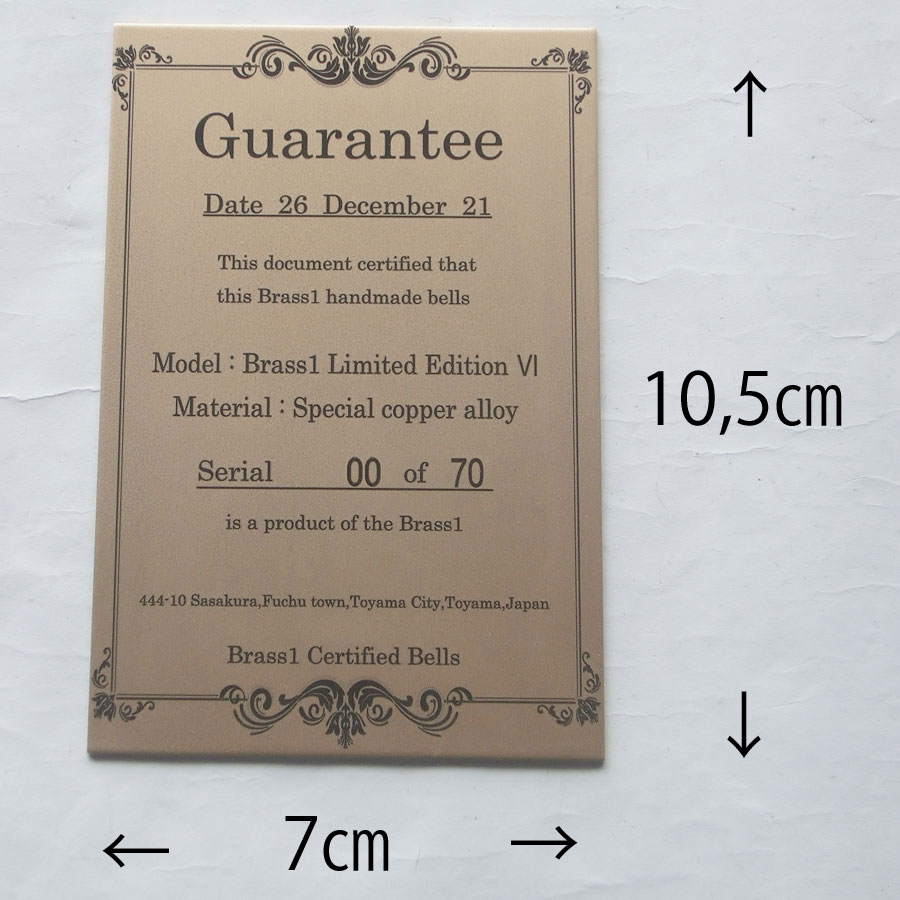 Guarantee
Date 26 December 21
This document certified that
this Brass1 handmade bells
Model : Brass1 Limited Edition VI
Material : Special copper alloy
Serial 00 of 70
is a product of the Brass1
444-10 Sasakura,Fuchu town,Toyama City,Toyama,Japan
Brass1 Certified Bells
10,5cm
7cm